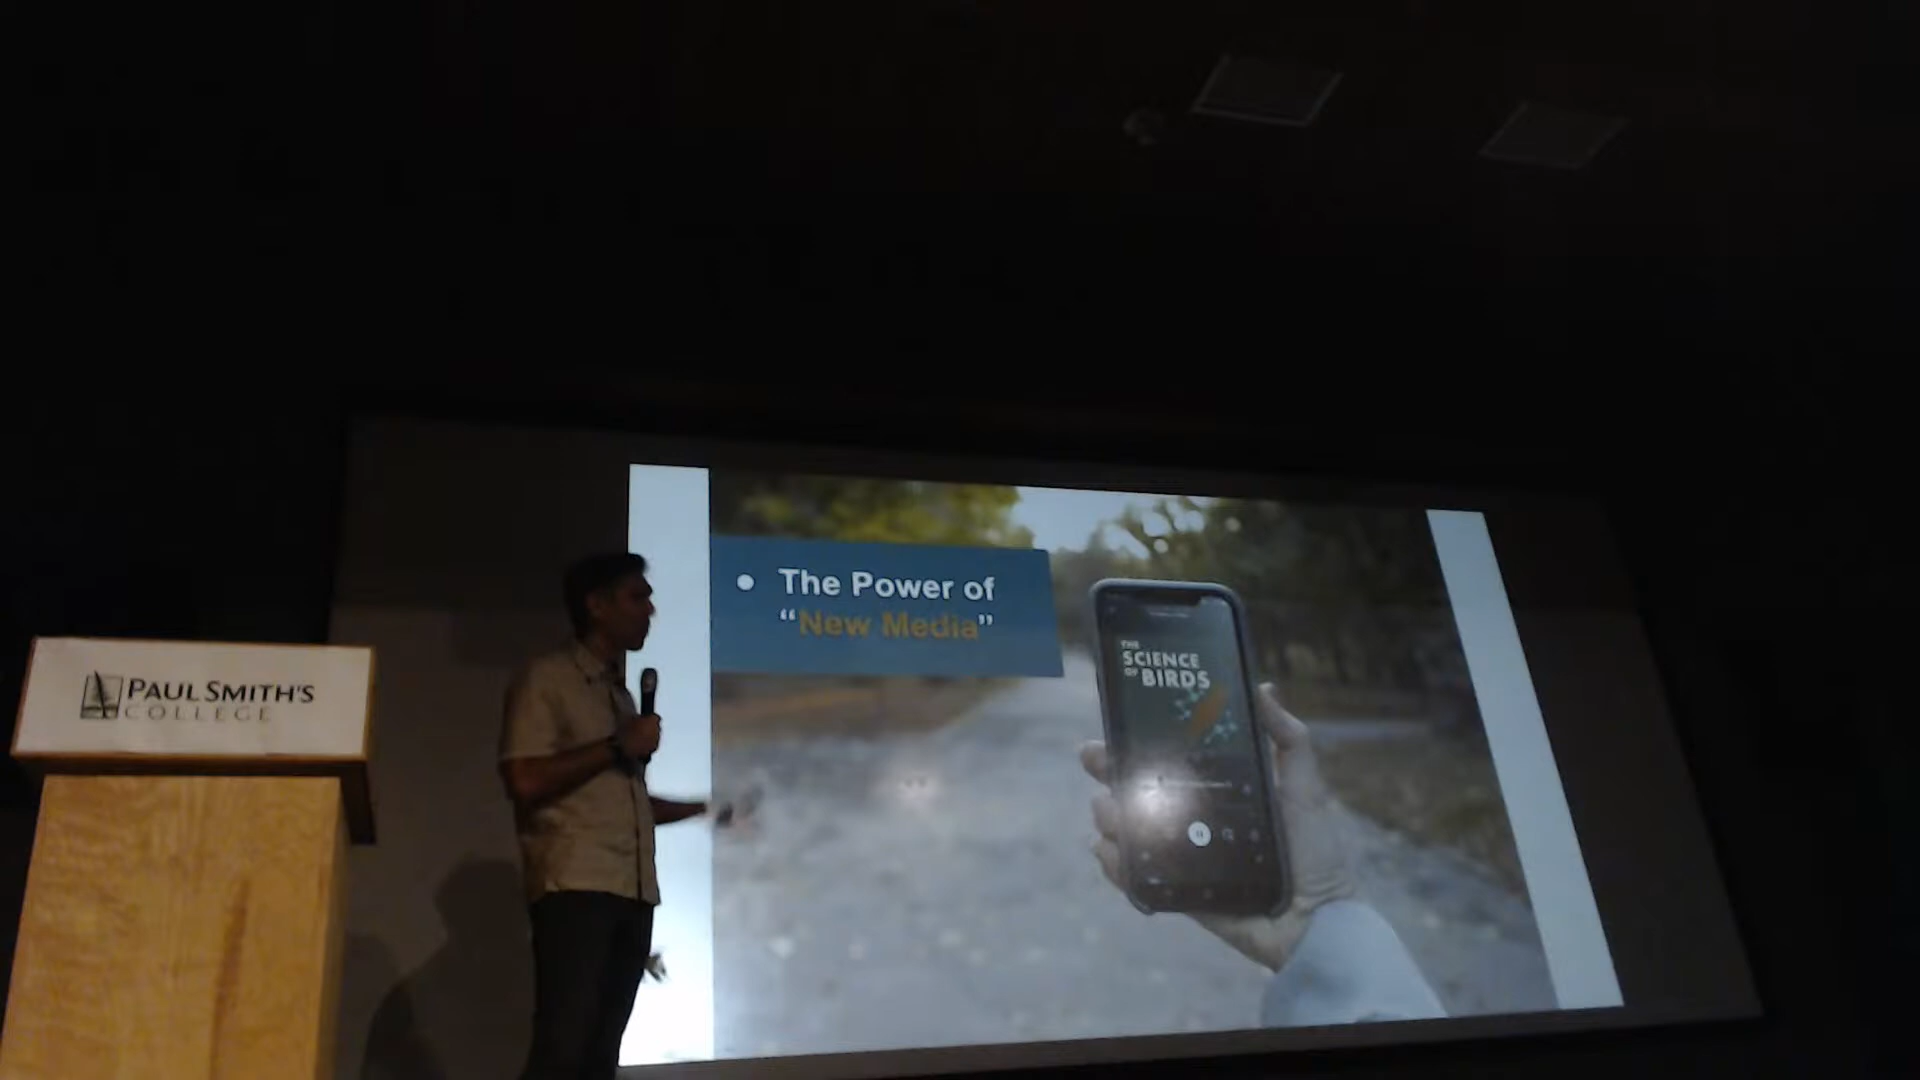 PAUL SMITH'S
COLLEGE
• The Power of
“New Media”
THE
SCIENCE
OF BIRDS